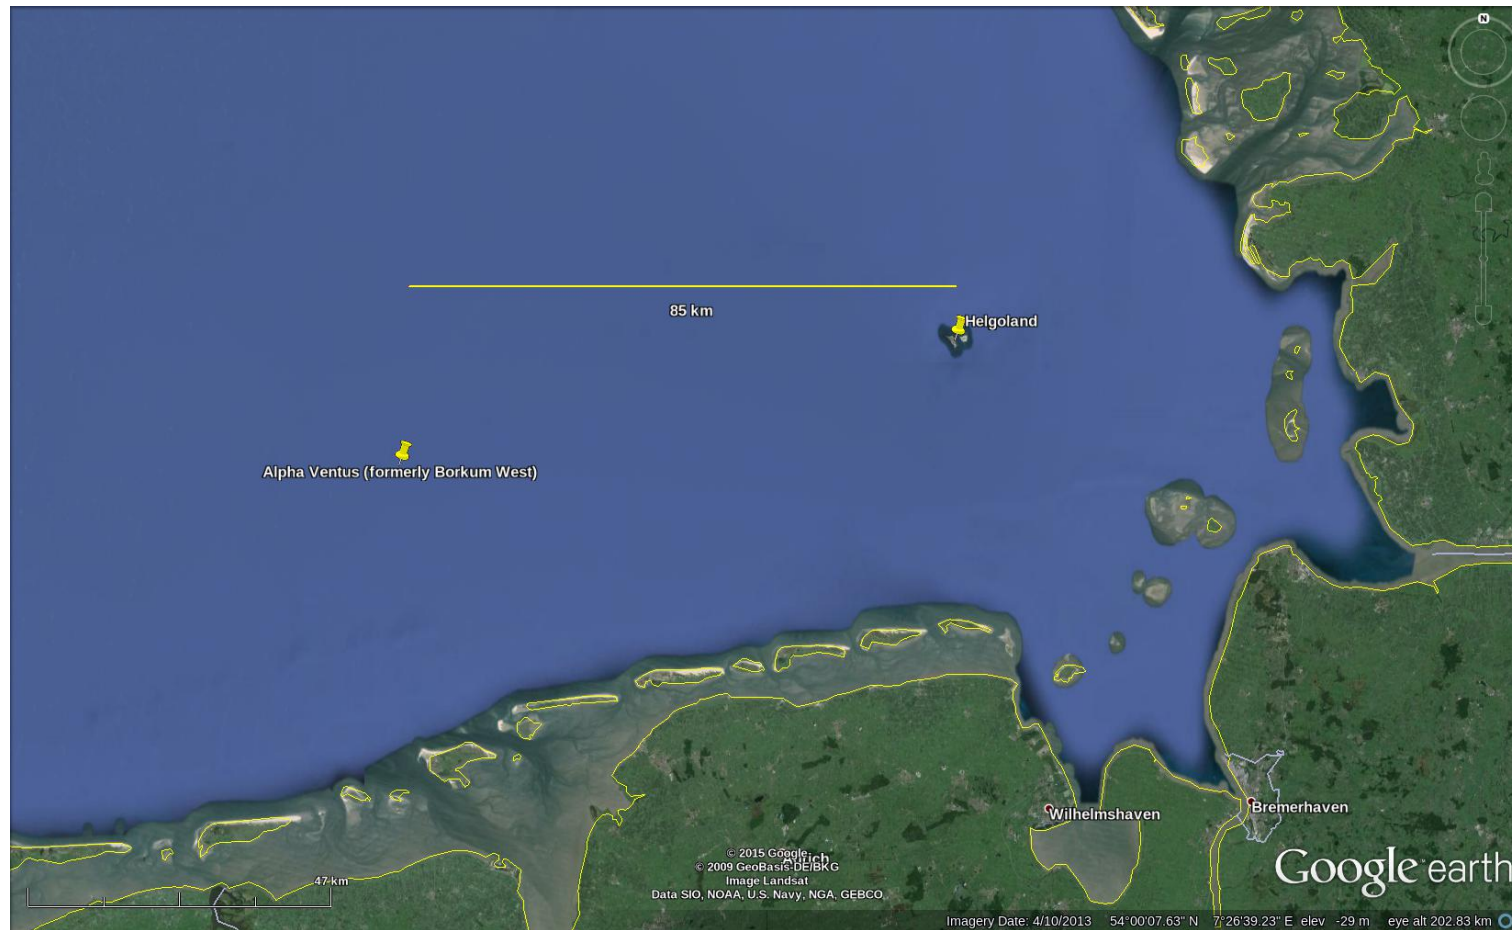 N
85 km
Helgoland
Alpha Ventus (formerly Borkum West)
Wilhelmshaven
Bremerhaven
Aurich
© 2015 Google
© 2009 GeoBasis-DE/BKG
Image Landsat
Data SIO, NOAA, U.S. Navy, NGA, GEBCO
Google earth
47 km
Imagery Date: 4/10/2013 54°00'07.63" N 7°26'39.23" E elev -29 m eye alt 202.83 km